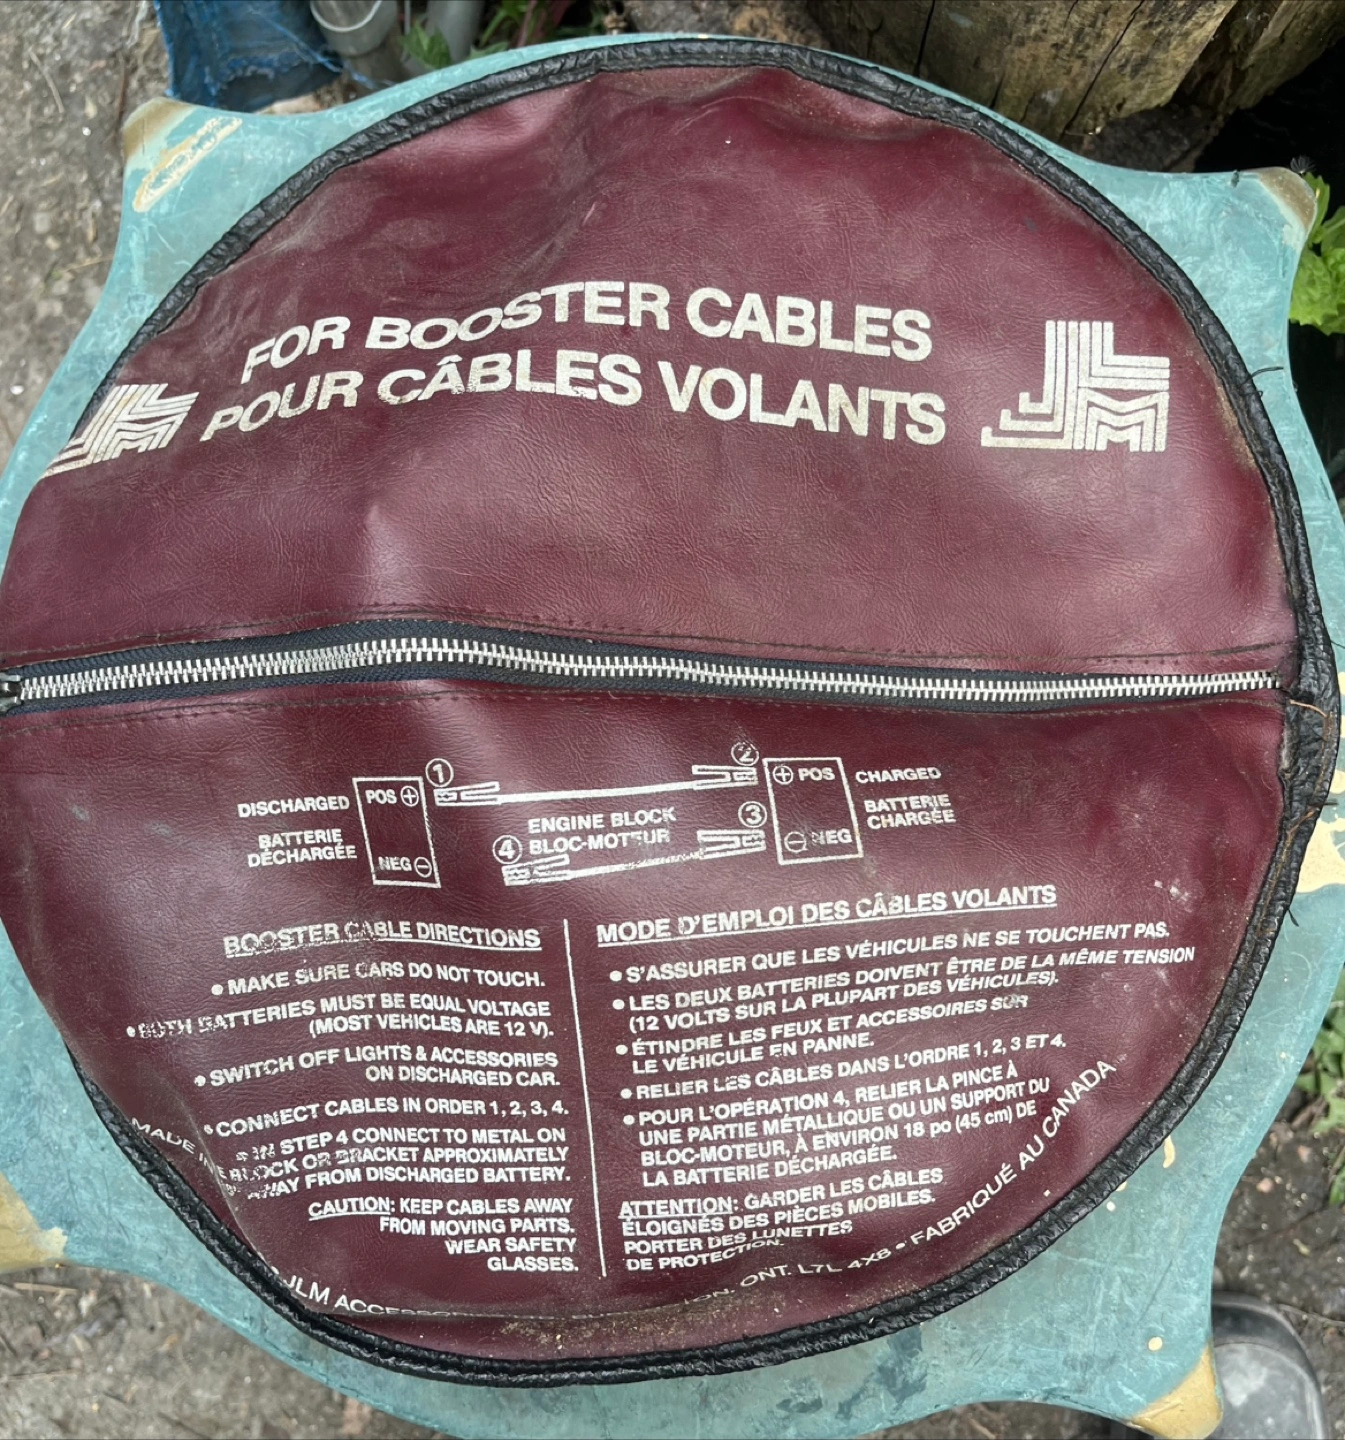 FOR BOOSTER CABLES
POUR CÂBLES VOLANTS
JLM
JLM
DISCHARGED
BATTERIE
DÉCHARGÉE
POS +
NEG −
1
2
ENGINE BLOCK
BLOC-MOTEUR
3
4
+ POS
− NEG
CHARGED
BATTERIE
CHARGÉE
BOOSTER CABLE DIRECTIONS
• MAKE SURE CARS DO NOT TOUCH.
• BOTH BATTERIES MUST BE EQUAL VOLTAGE
(MOST VEHICLES ARE 12 V).
• SWITCH OFF LIGHTS & ACCESSORIES
ON DISCHARGED CAR.
• CONNECT CABLES IN ORDER 1, 2, 3, 4.
• IN STEP 4 CONNECT TO METAL ON
BLOCK OR BRACKET APPROXIMATELY
AWAY FROM DISCHARGED BATTERY.
CAUTION: KEEP CABLES AWAY
FROM MOVING PARTS.
WEAR SAFETY
GLASSES.
MODE D'EMPLOI DES CÂBLES VOLANTS
• S'ASSURER QUE LES VÉHICULES NE SE TOUCHENT PAS.
• LES DEUX BATTERIES DOIVENT ÊTRE DE LA MÊME TENSION
(12 VOLTS SUR LA PLUPART DES VÉHICULES).
• ÉTINDRE LES FEUX ET ACCESSOIRES SUR
LE VÉHICULE EN PANNE.
• RELIER LES CÂBLES DANS L'ORDRE 1, 2, 3 ET 4.
• POUR L'OPÉRATION 4, RELIER LA PINCE À
UNE PARTIE MÉTALLIQUE OU UN SUPPORT DU
BLOC-MOTEUR, À ENVIRON 18 po (45 cm) DE
LA BATTERIE DÉCHARGÉE.
ATTENTION: GARDER LES CÂBLES
ÉLOIGNÉS DES PIÈCES MOBILES.
PORTER DES LUNETTES
DE PROTECTION.
MADE IN JLM ONT. L7L 4X8 • FABRIQUÉ AU CANADA